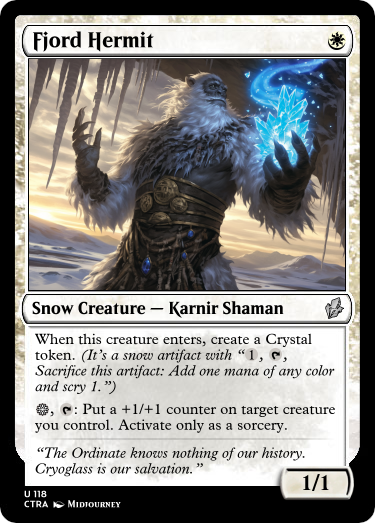 Fjord Hermit
Snow Creature — Karnir Shaman
When this creature enters, create a Crystal
token. (It's a snow artifact with “1, T,
Sacrifice this artifact: Add one mana of any color
and scry 1.”)
S, T: Put a +1/+1 counter on target creature
you control. Activate only as a sorcery.
“The Ordinate knows nothing of our history.
Cryoglass is our salvation.”
1/1
U 118
CTRA MIDJOURNEY